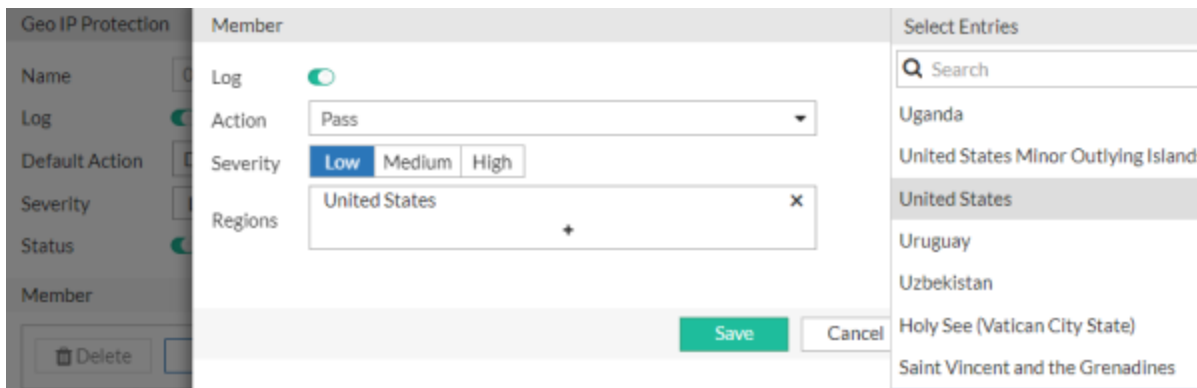 Geo IP Protection
Name
Log
Default Action
Severity
Status
Member
Delete
Member
Log
Action Pass
Severity Low Medium High
Regions United States
+
Save Cancel
Select Entries
Search
Uganda
United States Minor Outlying Island
United States
Uruguay
Uzbekistan
Holy See (Vatican City State)
Saint Vincent and the Grenadines